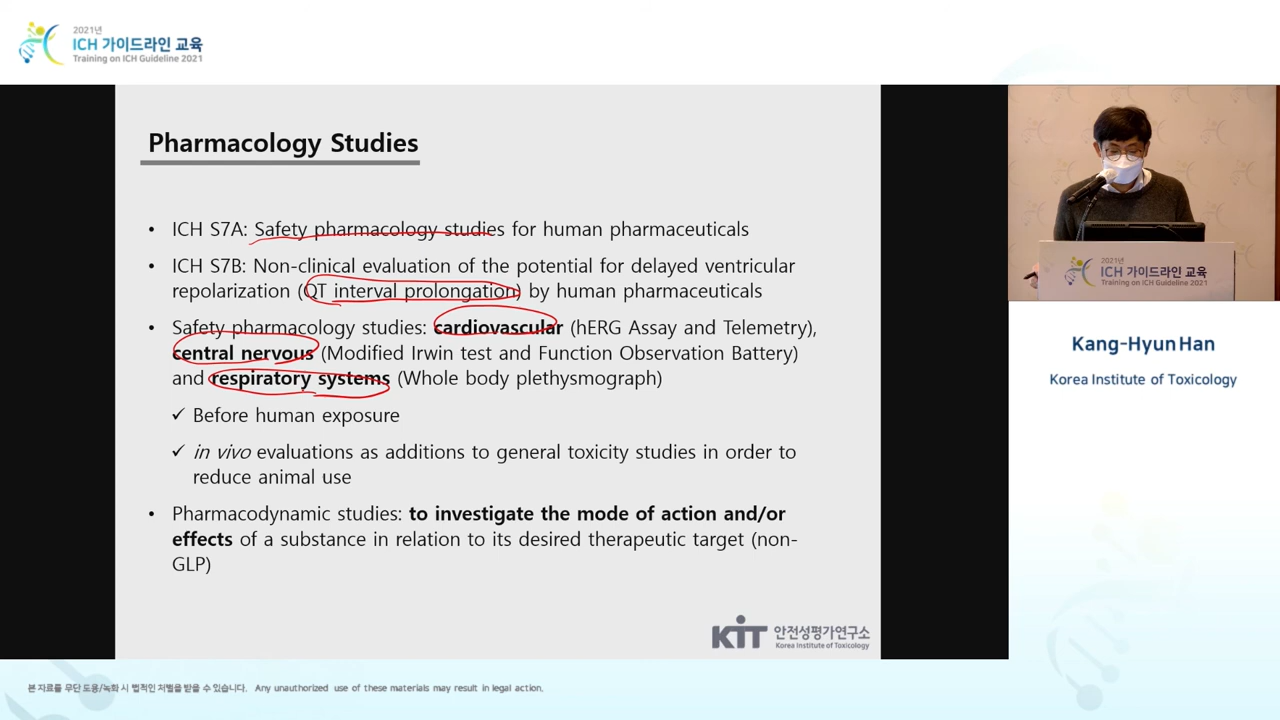 2021년
ICH 가이드라인 교육
Training on ICH Guideline 2021
Pharmacology Studies
• ICH S7A: Safety pharmacology studies for human pharmaceuticals
• ICH S7B: Non-clinical evaluation of the potential for delayed ventricular
repolarization (QT interval prolongation) by human pharmaceuticals
• Safety pharmacology studies: cardiovascular (hERG Assay and Telemetry),
central nervous (Modified Irwin test and Function Observation Battery)
and respiratory systems (Whole body plethysmograph)
✓ Before human exposure
✓ in vivo evaluations as additions to general toxicity studies in order to
reduce animal use
• Pharmacodynamic studies: to investigate the mode of action and/or
effects of a substance in relation to its desired therapeutic target (non-
GLP)
KIT 안전성평가연구소
Korea Institute of Toxicology
2021년
ICH 가이드라인 교육
Training on ICH Guideline 2021
Kang-Hyun Han
Korea Institute of Toxicology
본 자료를 무단 도용/녹화 시 법적인 처벌을 받을 수 있습니다. Any unauthorized use of these materials may result in legal action.